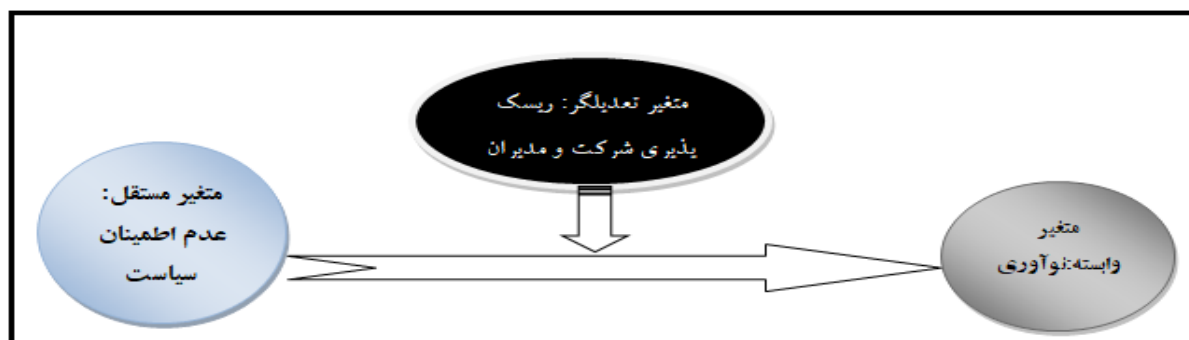 متغیر تعدیلگر: ریسک
پذیری شرکت و مدیران
متغیر مستقل:
عدم اطمینان
سیاست
متغیر
وابسته:نوآوری